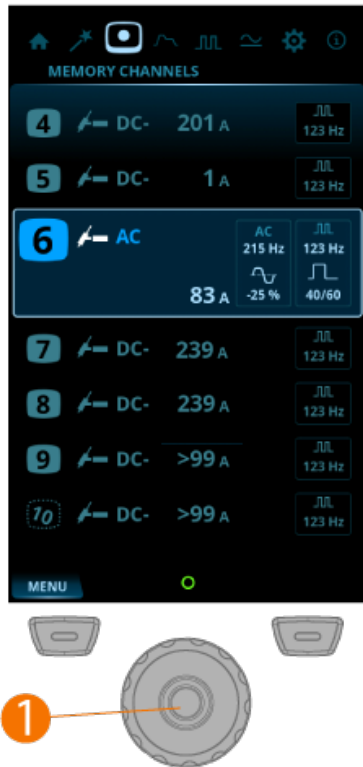 MEMORY CHANNELS
4 DC- 201 A 123 Hz
5 DC- 1 A 123 Hz
6 AC AC 215 Hz 123 Hz
83 A -25 % 40/60
7 DC- 239 A 123 Hz
8 DC- 239 A 123 Hz
9 DC- >99 A 123 Hz
10 DC- >99 A 123 Hz
MENU
1